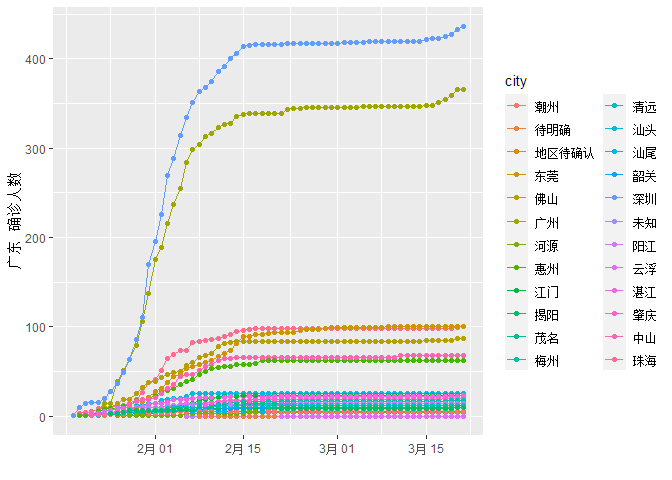 广东 确诊人数
400
300
200
100
0
2月 01
2月 15
3月 01
3月 15
city
潮州
待明确
地区待确认
东莞
佛山
广州
河源
惠州
江门
揭阳
茂名
梅州
清远
汕头
汕尾
韶关
深圳
未知
阳江
云浮
湛江
肇庆
中山
珠海